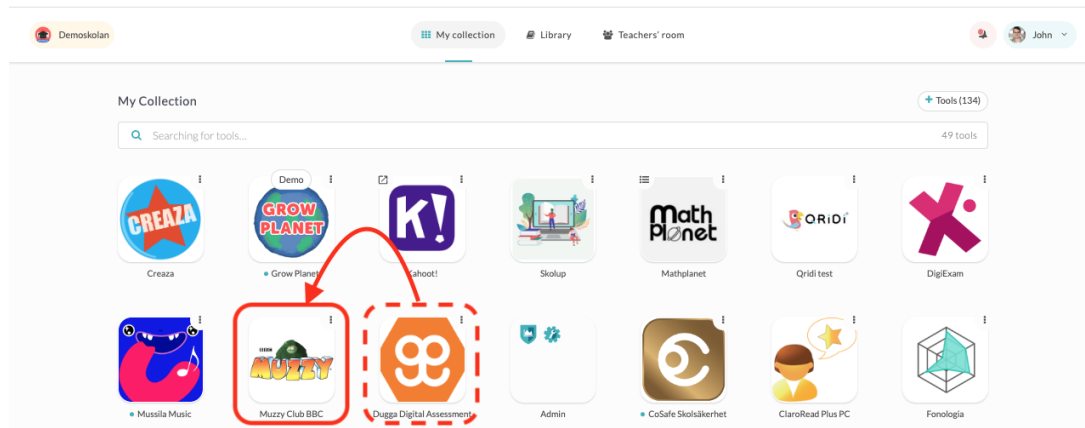 Demoskolan
My collection
Library
Teachers' room
John
My Collection
+ Tools (134)
Searching for tools...
49 tools
CREAZA
Demo
GROW
PLANET
K!
Math
Planet
QRiDi
Creaza
Grow Planet
Kahoot!
Skolup
Mathplanet
Qridi test
DigiExam
BBC
MUZZY
Mussila Music
Muzzy Club BBC
Dugga Digital Assessment
Admin
CoSafe Skolsäkerhet
ClaroRead Plus PC
Fonologia